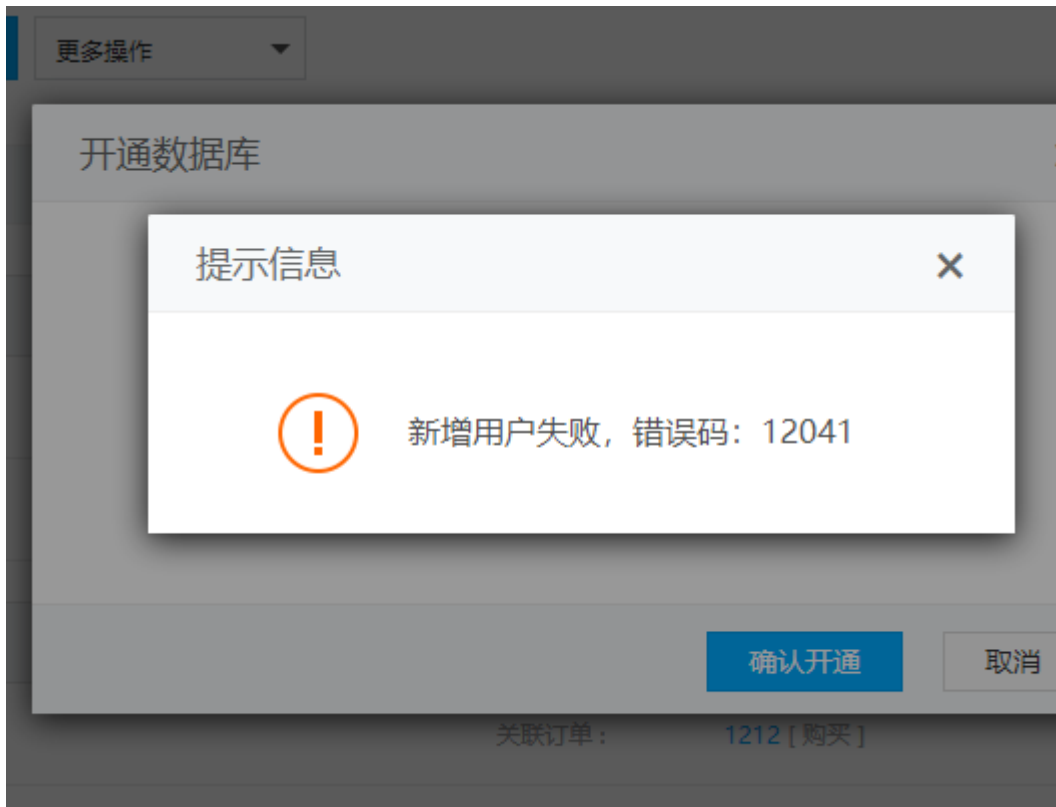 更多操作
开通数据库
提示信息
新增用户失败，错误码：12041
确认开通
取消
关联订单：
1212 [ 购买 ]